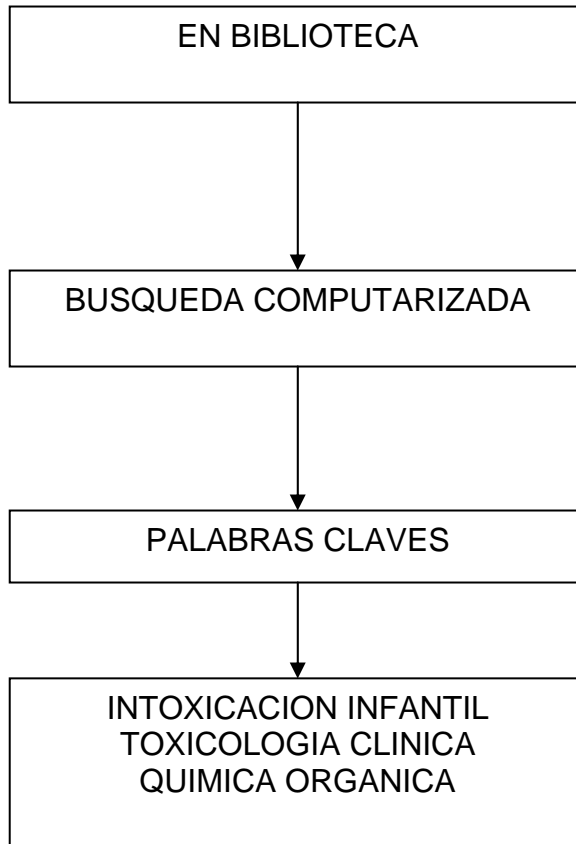 EN BIBLIOTECA
BUSQUEDA COMPUTARIZADA
PALABRAS CLAVES
INTOXICACION INFANTIL
TOXICOLOGIA CLINICA
QUIMICA ORGANICA